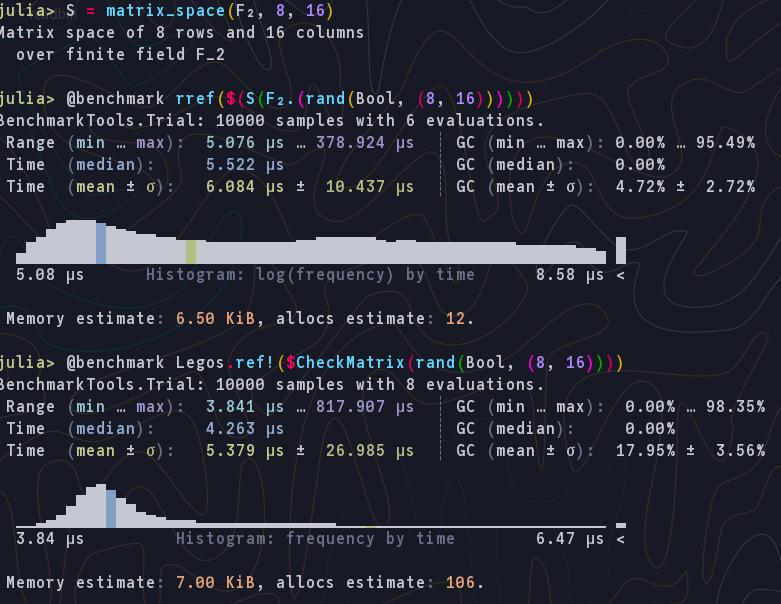 julia> S = matrix_space(F₂, 8, 16)
Matrix space of 8 rows and 16 columns
over finite field F_2
julia> @benchmark rref($(S(F₂.(rand(Bool, (8, 16))))))
BenchmarkTools.Trial: 10000 samples with 6 evaluations.
Range (min … max): 5.076 μs … 378.924 μs ┊ GC (min … max): 0.00% … 95.49%
Time (median): 5.522 μs ┊ GC (median): 0.00%
Time (mean ± σ): 6.084 μs ± 10.437 μs ┊ GC (mean ± σ): 4.72% ± 2.72%
5.08 μs Histogram: log(frequency) by time 8.58 μs <
Memory estimate: 6.50 KiB, allocs estimate: 12.
julia> @benchmark Legos.ref!($CheckMatrix(rand(Bool, (8, 16))))
BenchmarkTools.Trial: 10000 samples with 8 evaluations.
Range (min … max): 3.841 μs … 817.907 μs ┊ GC (min … max): 0.00% … 98.35%
Time (median): 4.263 μs ┊ GC (median): 0.00%
Time (mean ± σ): 5.379 μs ± 26.985 μs ┊ GC (mean ± σ): 17.95% ± 3.56%
3.84 μs Histogram: frequency by time 6.47 μs <
Memory estimate: 7.00 KiB, allocs estimate: 106.